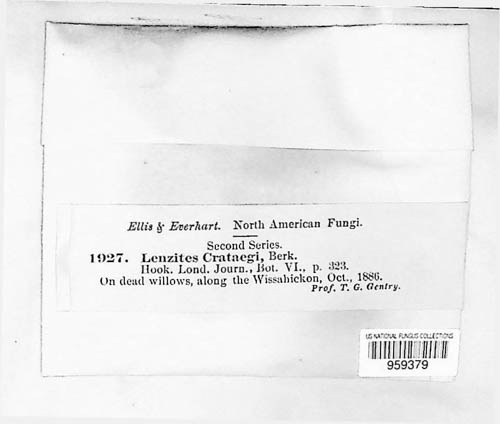 Ellis & Everhart. North American Fungi.
Second Series.
1927. Lenzites Crataegi, Berk.
Hook. Lond. Journ., Bot. VI., p. 323.
On dead willows, along the Wissahickon, Oct., 1886.
Prof. T. G. Gentry.
US NATIONAL FUNGUS COLLECTIONS
959379